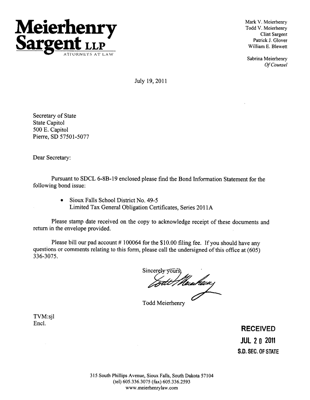 Meierhenry
Sargent LLP
ATTORNEYS AT LAW
Mark V. Meierhenry
Todd V. Meierhenry
Clint Sargent
Patrick J. Glover
William E. Blewett
Sabrina Meierhenry
Of Counsel
July 19, 2011
Secretary of State
State Capitol
500 E. Capitol
Pierre, SD 57501-5077
Dear Secretary:
Pursuant to SDCL 6-8B-19 enclosed please find the Bond Information Statement for the
following bond issue:
• Sioux Falls School District No. 49-5
Limited Tax General Obligation Certificates, Series 2011A
Please stamp date received on the copy to acknowledge receipt of these documents and
return in the envelope provided.
Please bill our pad account # 100064 for the $10.00 filing fee. If you should have any
questions or comments relating to this form, please call the undersigned of this office at (605)
336-3075.
Sincerely yours,
Todd Meierhenry
Todd Meierhenry
TVM:sjl
Encl.
RECEIVED
JUL 20 2011
S.D. SEC. OF STATE
315 South Phillips Avenue, Sioux Falls, South Dakota 57104
(tel) 605.336.3075 (fax) 605.336.2593
www.meierhenrylaw.com